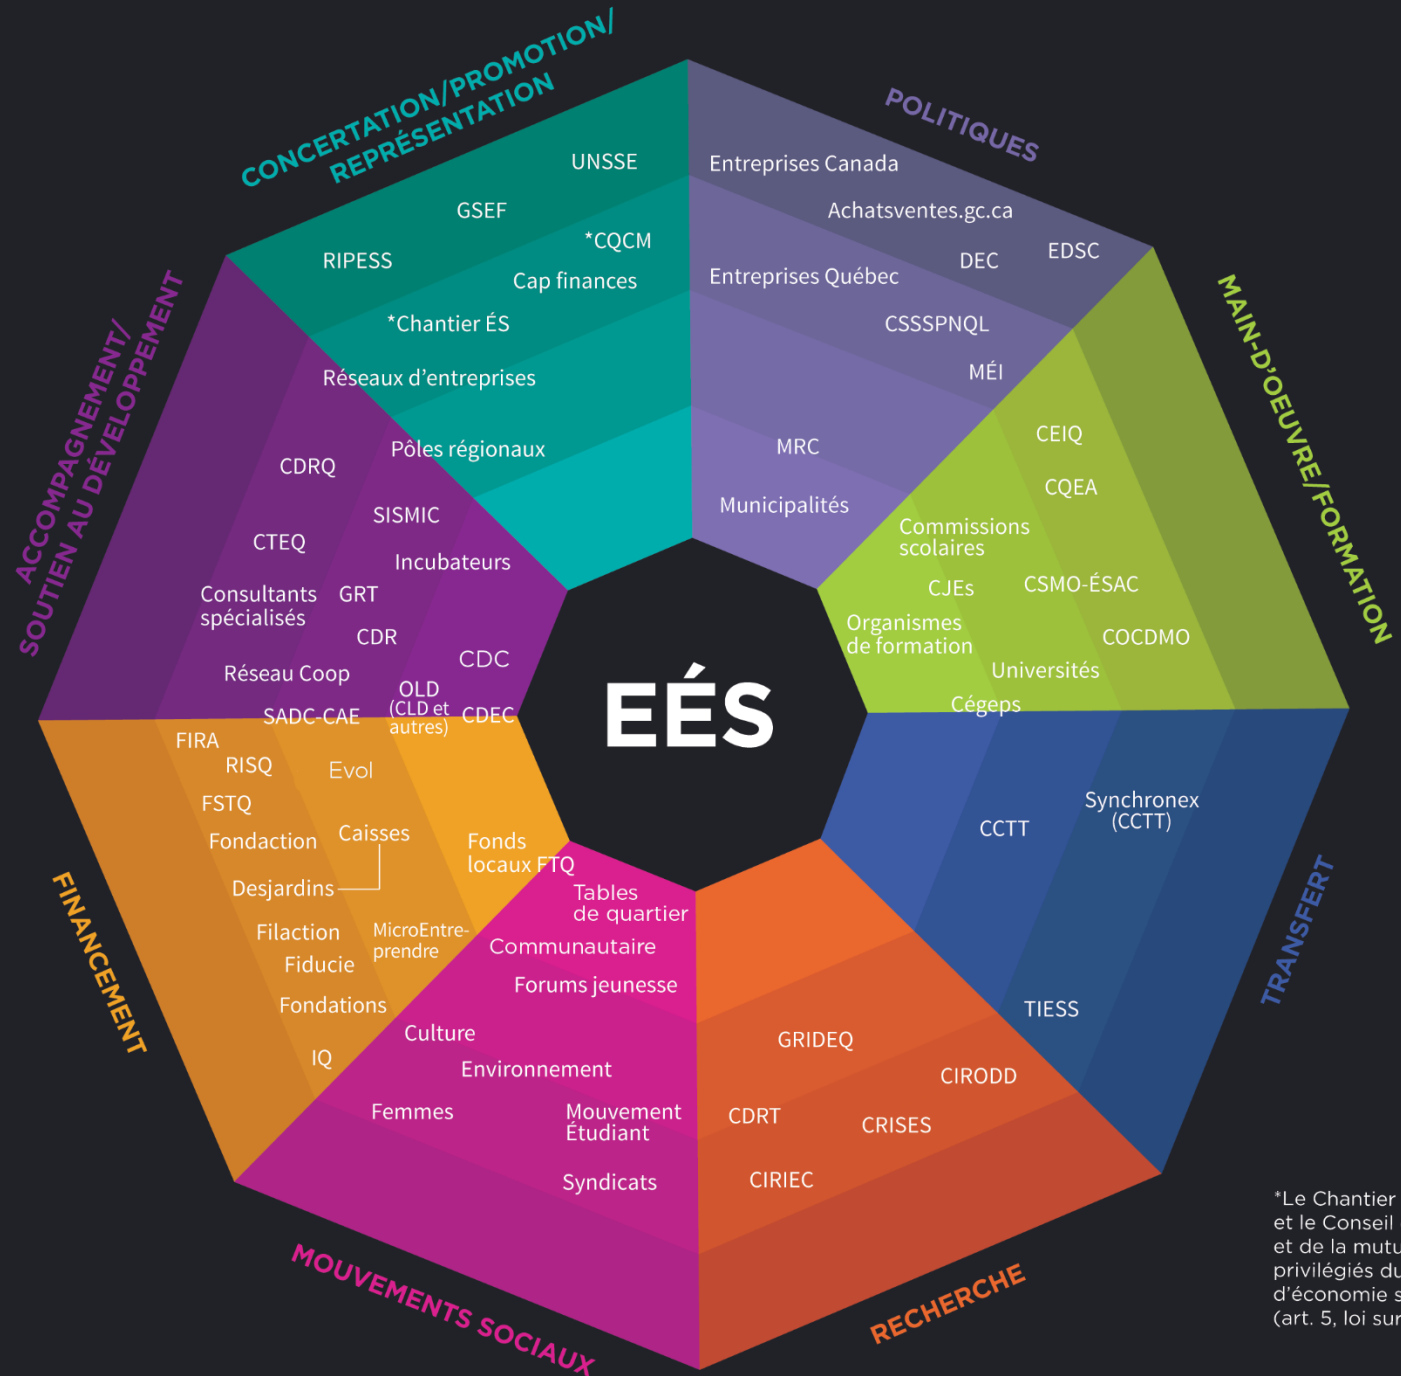 CONCERTATION/PROMOTION/
REPRÉSENTATION
UNSSE
GSEF
RIPESS
*CQCM
Cap finances
*Chantier ÉS
Réseaux d'entreprises
Pôles régionaux
POLITIQUES
Entreprises Canada
Achatsventes.gc.ca
DEC
EDSC
Entreprises Québec
CSSSPNQL
MÉI
MRC
Municipalités
MAIN-D'OEUVRE/FORMATION
CEIQ
CQEA
Commissions
scolaires
CJEs
CSMO-ÉSAC
Organismes
de formation
COCDMO
Universités
Cégeps
TRANSFERT
Synchronex
(CCTT)
CCTT
TIESS
RECHERCHE
GRIDEQ
CIRODD
CDRT
CRISES
CIRIEC
MOUVEMENTS SOCIAUX
Tables
de quartier
Communautaire
Forums jeunesse
Culture
Environnement
Femmes
Mouvement
Étudiant
Syndicats
FINANCEMENT
FIRA
RISQ
Evol
FSTQ
Fondaction
Caisses
Desjardins
Fonds
locaux FTQ
Filaction
MicroEntre-
prendre
Fiducie
Fondations
IQ
ACCOMPAGNEMENT/
SOUTIEN AU DÉVELOPPEMENT
CDRQ
SISMIC
CTEQ
Incubateurs
Consultants
spécialisés
GRT
CDR
CDC
Réseau Coop
OLD
(CLD et
autres)
SADC-CAE
CDEC
EÉS
*Le Chantier
et le Conseil
et de la mutu
privilégiés du
d'économie s
(art. 5, loi sur